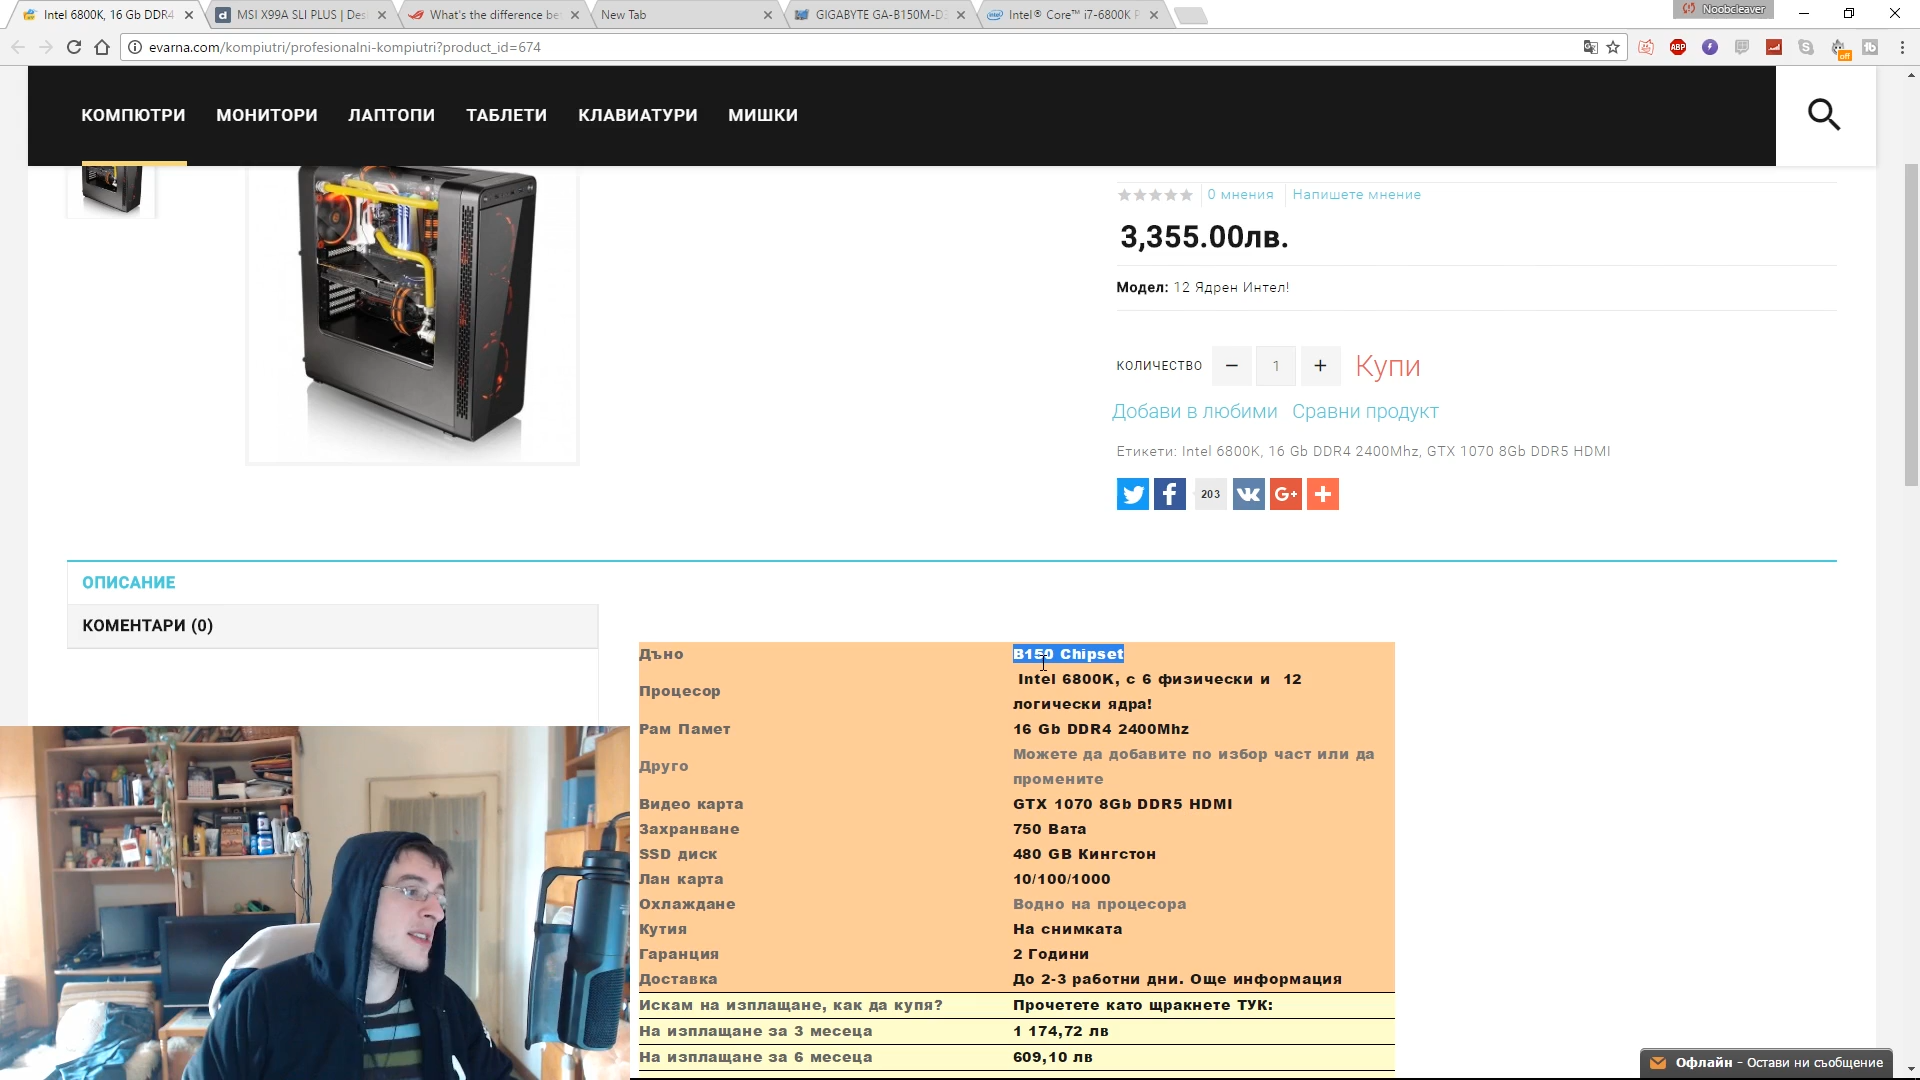 Intel 6800K, 16 Gb DDR4
MSI X99A SLI PLUS | Des
What's the difference be
New Tab
GIGABYTE GA-B150M-D
Intel® Core™ i7-6800K P
Noobcleaver
evarna.com/kompiutri/profesionalni-kompiutri?product_id=674
КОМПЮТРИ МОНИТОРИ ЛАПТОПИ ТАБЛЕТИ КЛАВИАТУРИ МИШКИ
0 мнения
Напишете мнение
3,355.00лв.
Модел: 12 Ядрен Интел!
КОЛИЧЕСТВО − 1 + Купи
Добави в любими Сравни продукт
Етикети: Intel 6800K, 16 Gb DDR4 2400Mhz, GTX 1070 8Gb DDR5 HDMI
203
ОПИСАНИЕ
КОМЕНТАРИ (0)
Дъно B150 Chipset
Процесор Intel 6800K, с 6 физически и 12
логически ядра!
Рам Памет 16 Gb DDR4 2400Mhz
Друго Можете да добавите по избор част или да
промените
Видео карта GTX 1070 8Gb DDR5 HDMI
Захранване 750 Вата
SSD диск 480 GB Кингстон
Лан карта 10/100/1000
Охлаждане Водно на процесора
Кутия На снимката
Гаранция 2 Години
Доставка До 2-3 работни дни. Още информация
Искам на изплащане, как да купя? Прочетете като щракнете ТУК:
На изплащане за 3 месеца 1 174,72 лв
На изплащане за 6 месеца 609,10 лв
Офлайн - Остави ни съобщение